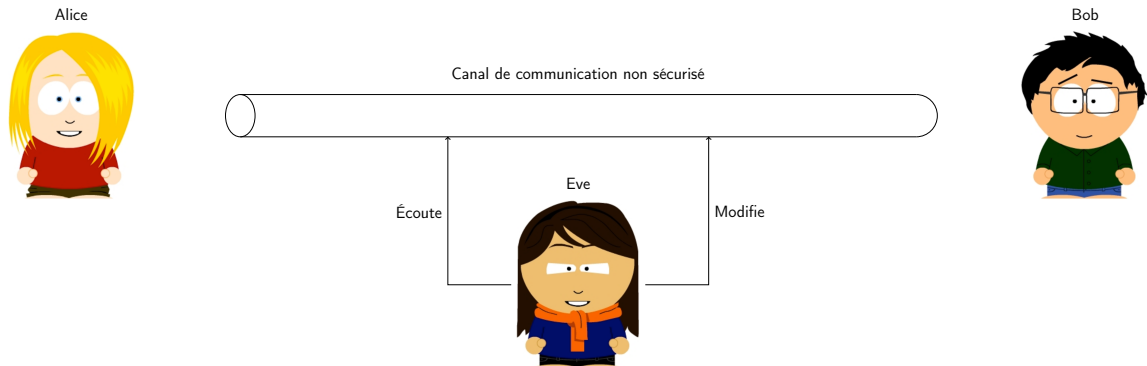 Alice
Bob
Canal de communication non sécurisé
Eve
Écoute
Modifie